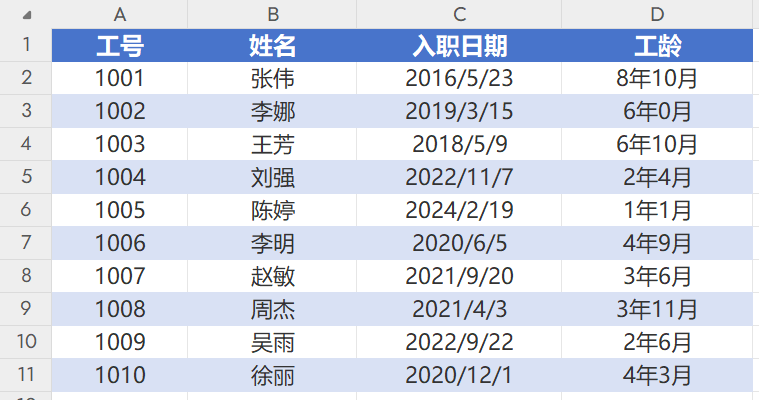 A B C D
1 工号 姓名 入职日期 工龄
2 1001 张伟 2016/5/23 8年10月
3 1002 李娜 2019/3/15 6年0月
4 1003 王芳 2018/5/9 6年10月
5 1004 刘强 2022/11/7 2年4月
6 1005 陈婷 2024/2/19 1年1月
7 1006 李明 2020/6/5 4年9月
8 1007 赵敏 2021/9/20 3年6月
9 1008 周杰 2021/4/3 3年11月
10 1009 吴雨 2022/9/22 2年6月
11 1010 徐丽 2020/12/1 4年3月